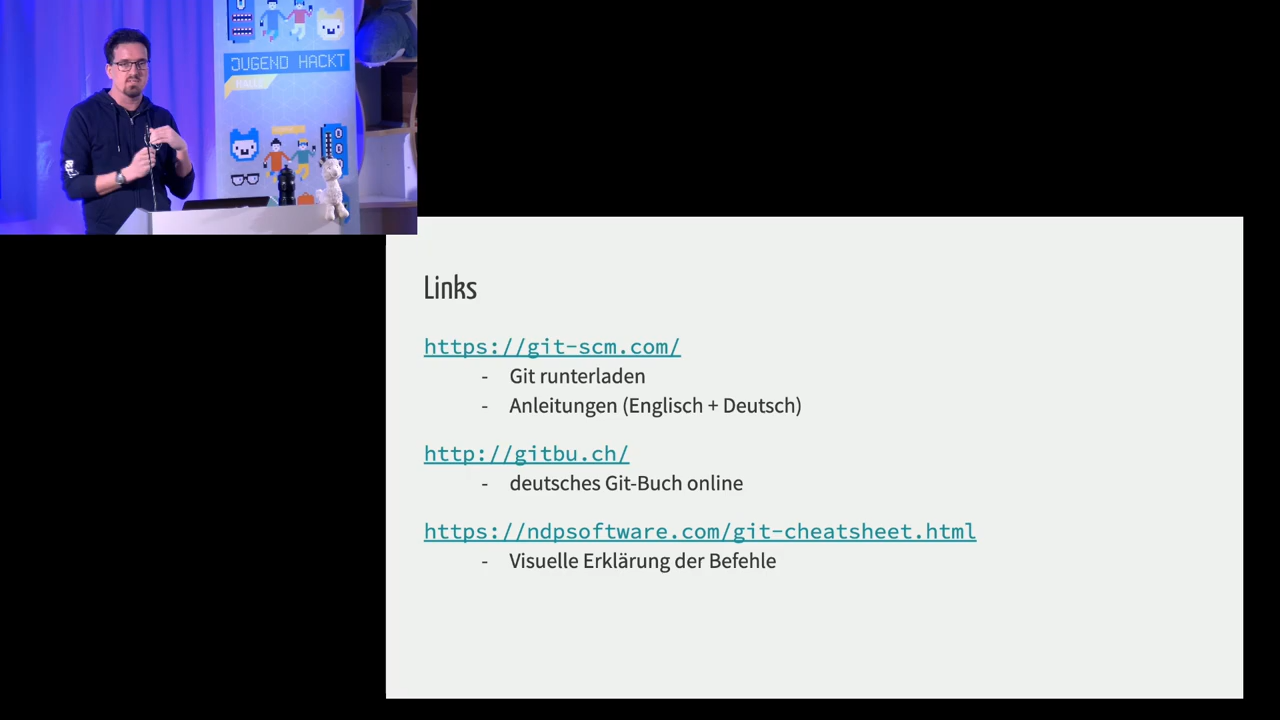 JUGEND HACKT
HALLE
Links
https://git-scm.com/
- Git runterladen
- Anleitungen (Englisch + Deutsch)
http://gitbu.ch/
- deutsches Git-Buch online
https://ndpsoftware.com/git-cheatsheet.html
- Visuelle Erklärung der Befehle